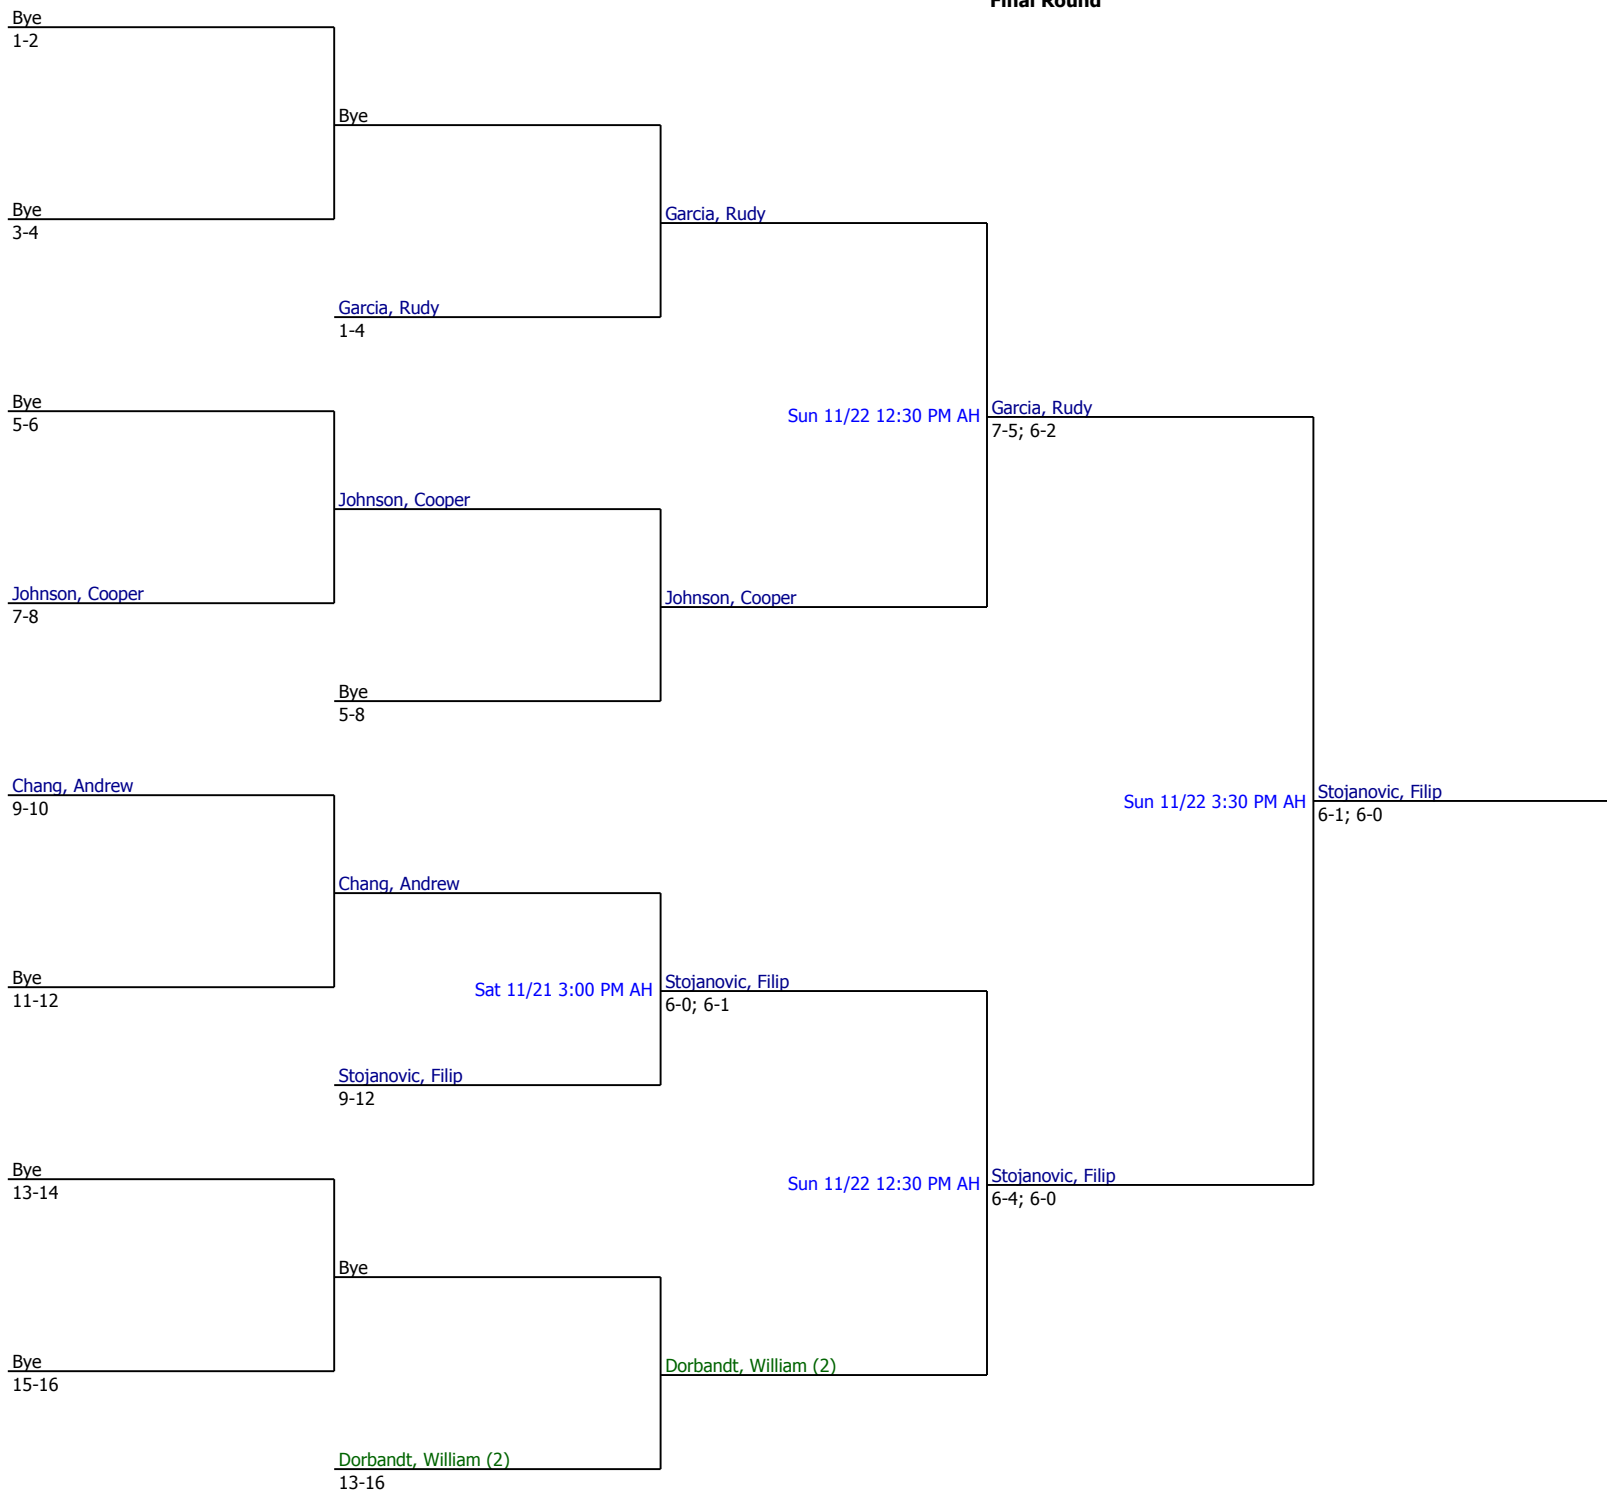 Final Round
Bye
1-2
Bye
Bye
3-4
Garcia, Rudy
Garcia, Rudy
1-4
Bye
5-6
Sun 11/22 12:30 PM AH
Garcia, Rudy
7-5; 6-2
Johnson, Cooper
Johnson, Cooper
7-8
Johnson, Cooper
Bye
5-8
Chang, Andrew
9-10
Sun 11/22 3:30 PM AH
Stojanovic, Filip
6-1; 6-0
Chang, Andrew
Bye
11-12
Sat 11/21 3:00 PM AH
Stojanovic, Filip
6-0; 6-1
Stojanovic, Filip
9-12
Bye
13-14
Sun 11/22 12:30 PM AH
Stojanovic, Filip
6-4; 6-0
Bye
Bye
15-16
Dorbandt, William (2)
Dorbandt, William (2)
13-16